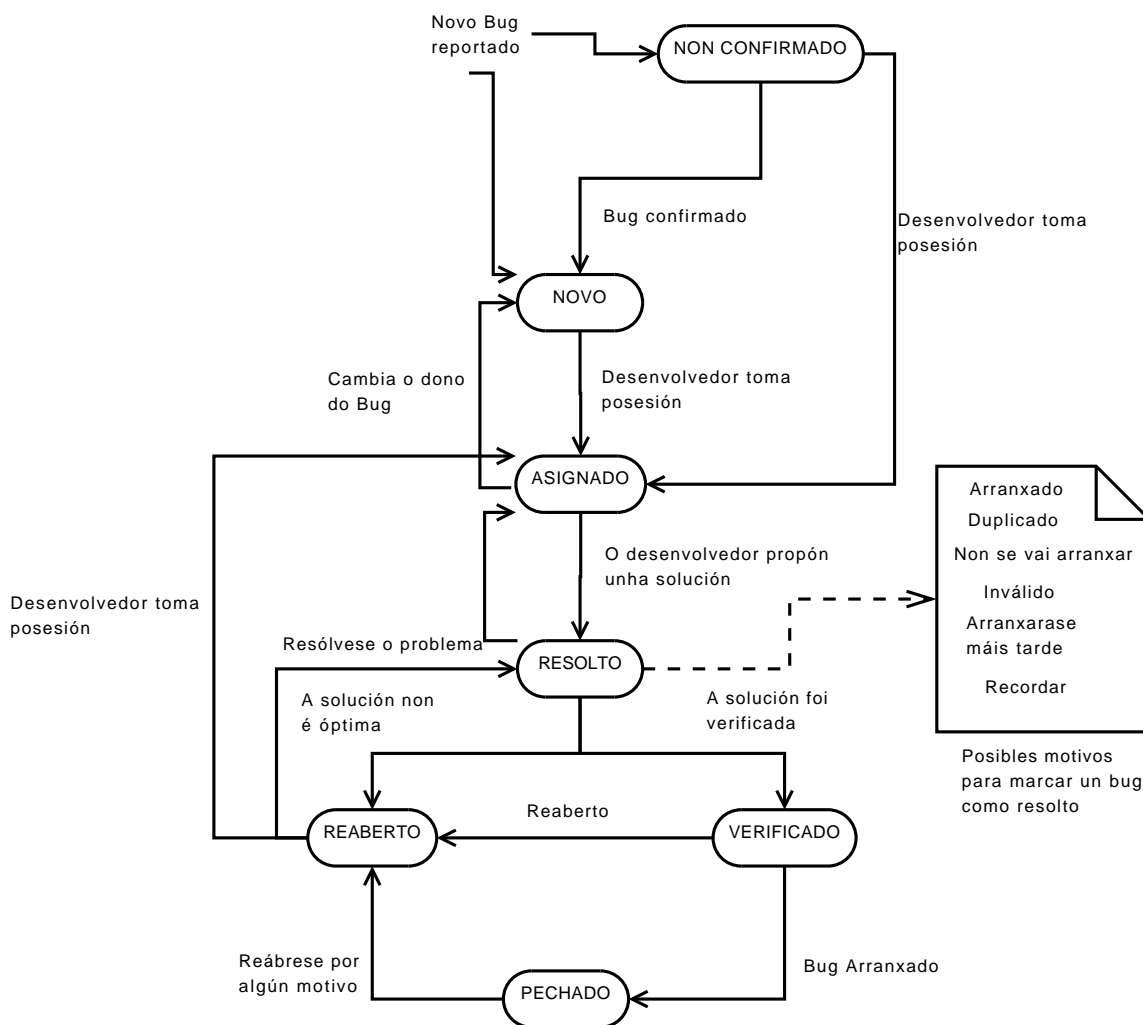 Novo Bug
reportado
NON CONFIRMADO
Bug confirmado
Desenvolvedor toma
posesión
NOVO
Cambia o dono
do Bug
Desenvolvedor toma
posesión
ASIGNADO
Arranxado
Duplicado
Non se vai arranxar
Inválido
Arranxarase
máis tarde
Recordar
O desenvolvedor propón
unha solución
Desenvolvedor toma
posesión
Resólvese o problema
RESOLTO
A solución non
é óptima
A solución foi
verificada
Posibles motivos
para marcar un bug
como resolto
REABERTO
Reaberto
VERIFICADO
Reábrese por
algún motivo
PECHADO
Bug Arranxado